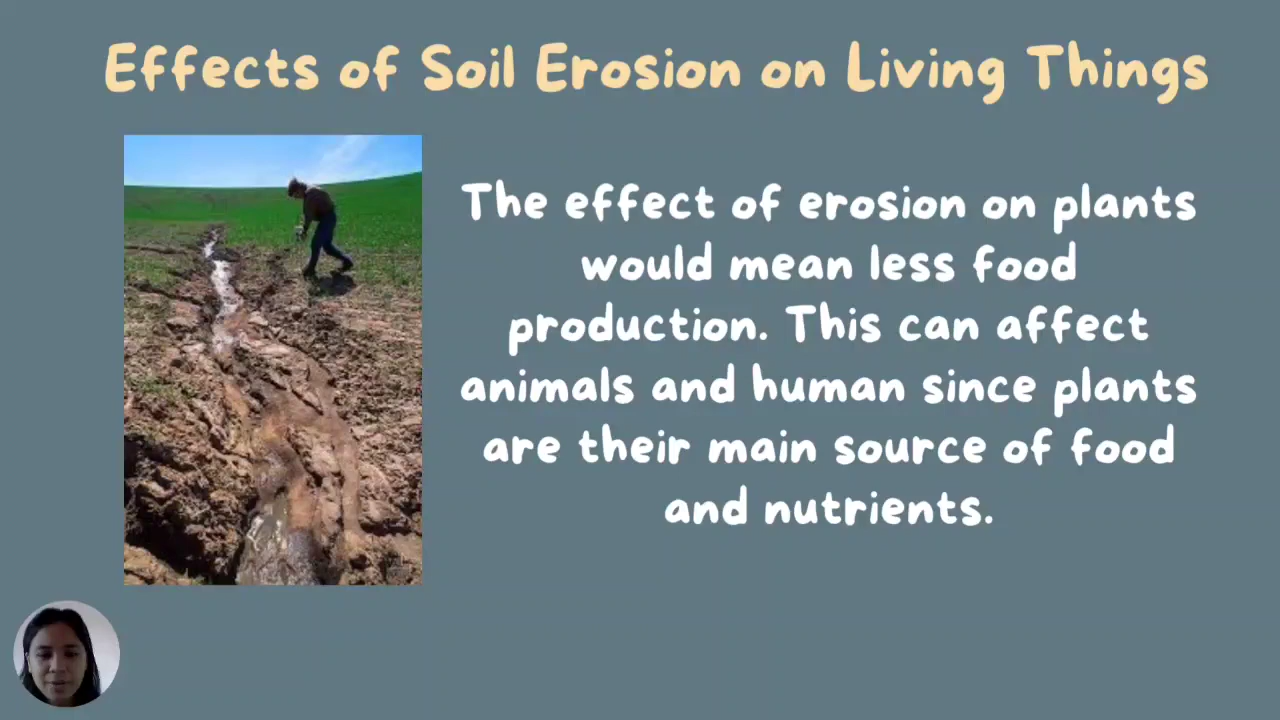 Effects of Soil Erosion on Living Things
The effect of erosion on plants
would mean less food
production. This can affect
animals and human since plants
are their main source of food
and nutrients.